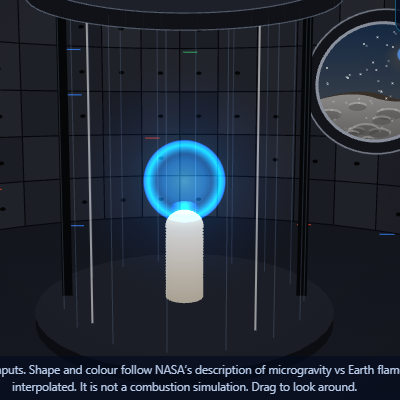 nputs. Shape and colour follow NASA's description of microgravity vs Earth flam
interpolated. It is not a combustion simulation. Drag to look around.